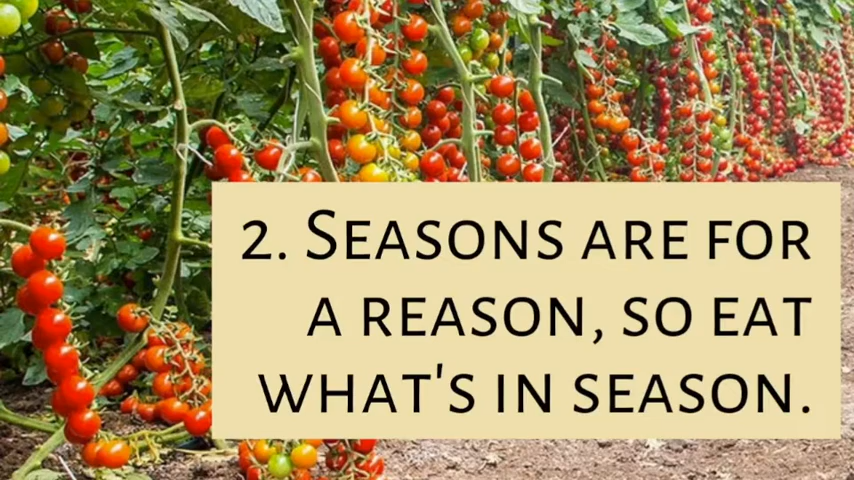 2. Seasons are for
a reason, so eat
what's in season.